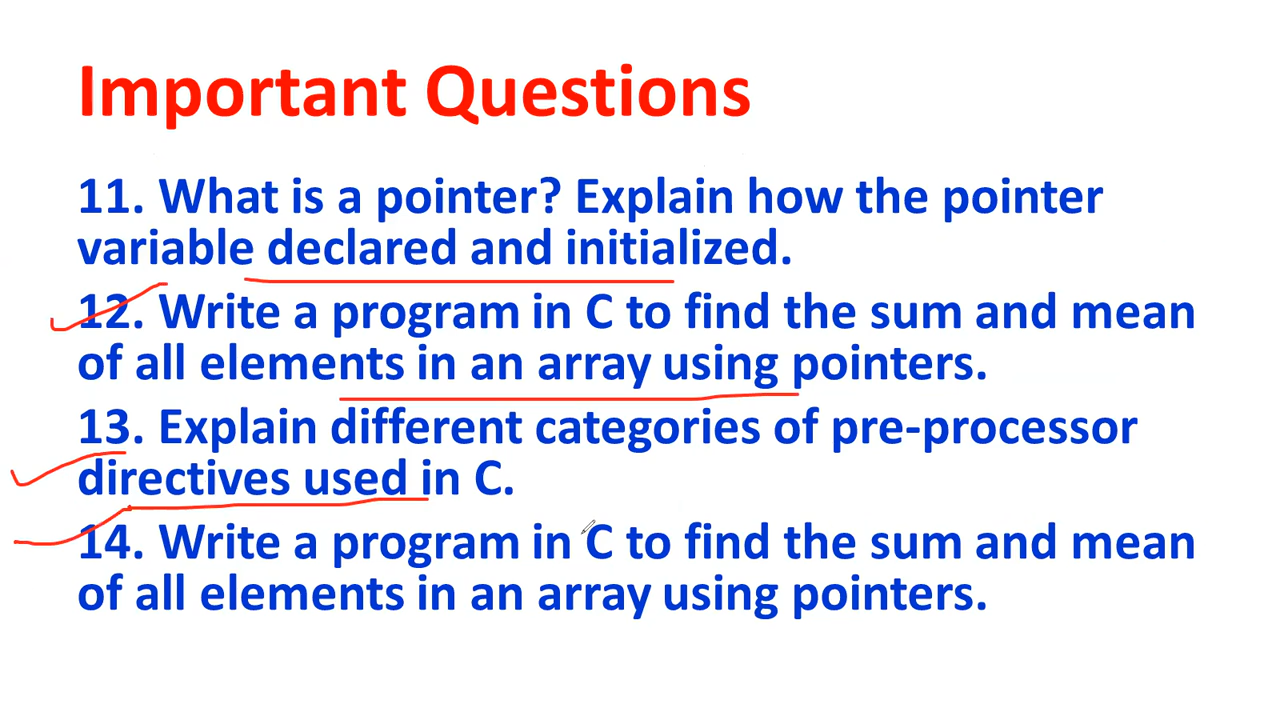 Important Questions
11. What is a pointer? Explain how the pointer
variable declared and initialized.
12. Write a program in C to find the sum and mean
of all elements in an array using pointers.
13. Explain different categories of pre-processor
directives used in C.
14. Write a program in C to find the sum and mean
of all elements in an array using pointers.